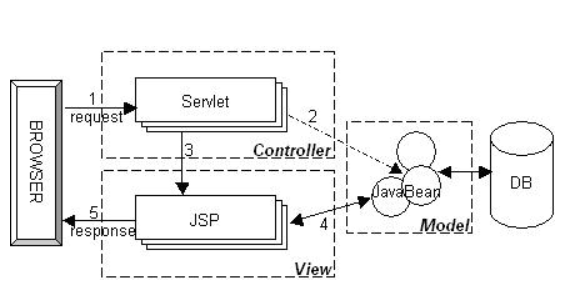 BROWSER
1
request
Servlet
2
3
Controller
JavaBean
Model
DB
5
response
JSP
4
View